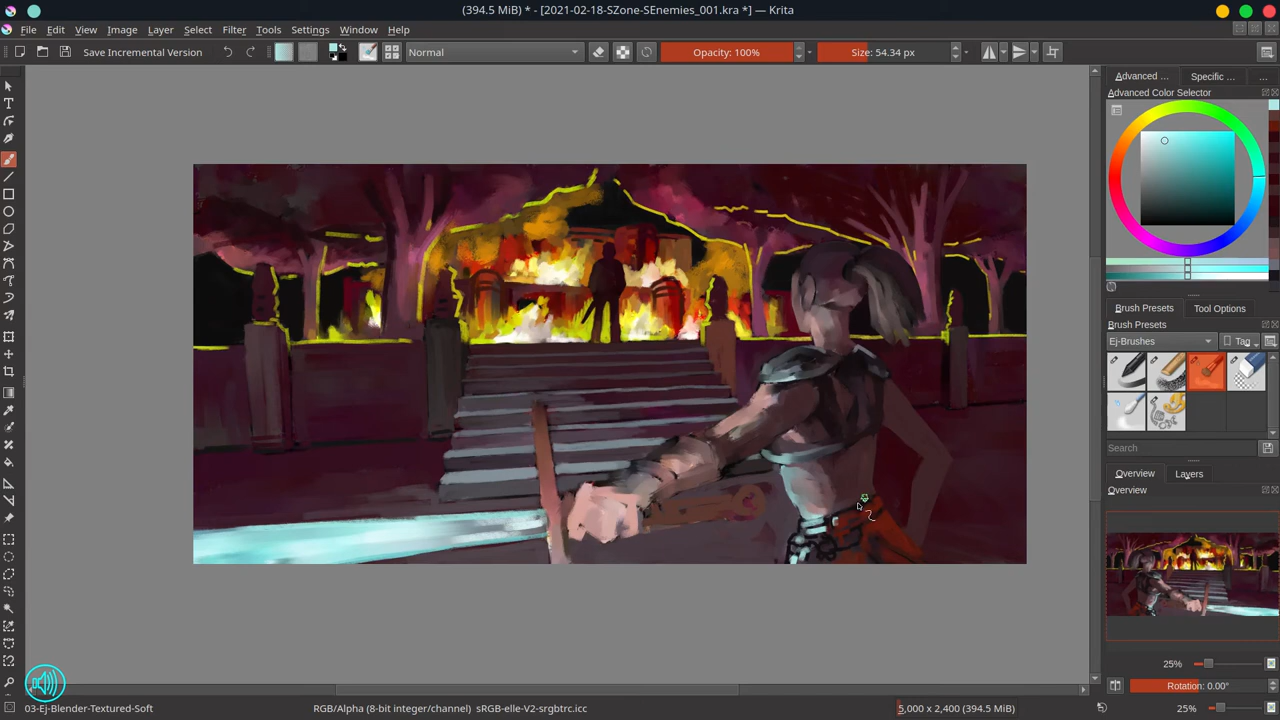 (394.5 MiB) * - [2021-02-18-SZone-SEnemies_001.kra *] — Krita
File Edit View Image Layer Select Filter Tools Settings Window Help
Save Incremental Version
Normal
Opacity: 100%
Size: 54.34 px
Advanced ...
Specific ...
...
Advanced Color Selector
Brush Presets
Tool Options
Brush Presets
Ej-Brushes
Tag
Search
Overview
Layers
Overview
25%
Rotation: 0.00°
03-Ej-Blender-Textured-Soft
RGB/Alpha (8-bit integer/channel) sRGB-elle-V2-srgbtrc.icc
5,000 x 2,400 (394.5 MiB)
25%